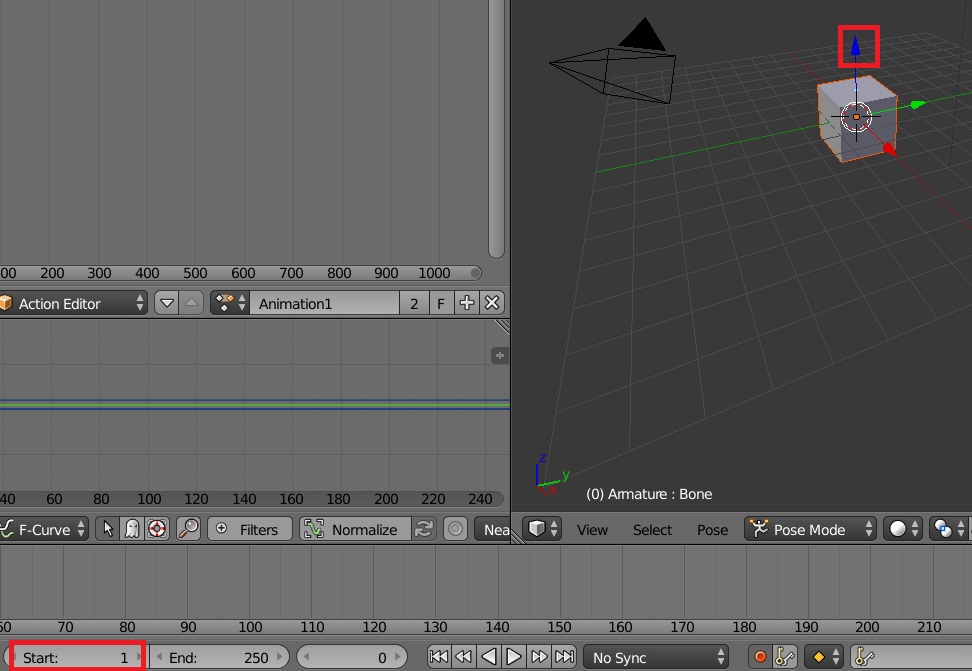 00 200 300 400 500 600 700 800 900 1000
Action Editor Animation1 2 F
40 60 80 100 120 140 160 180 200 220 240
F-Curve Filters Normalize Nea
z
y
x
(0) Armature : Bone
View Select Pose Pose Mode
60 70 80 90 100 110 120 130 140 150 160 170 180 190 200 210
Start: 1 End: 250 0 No Sync